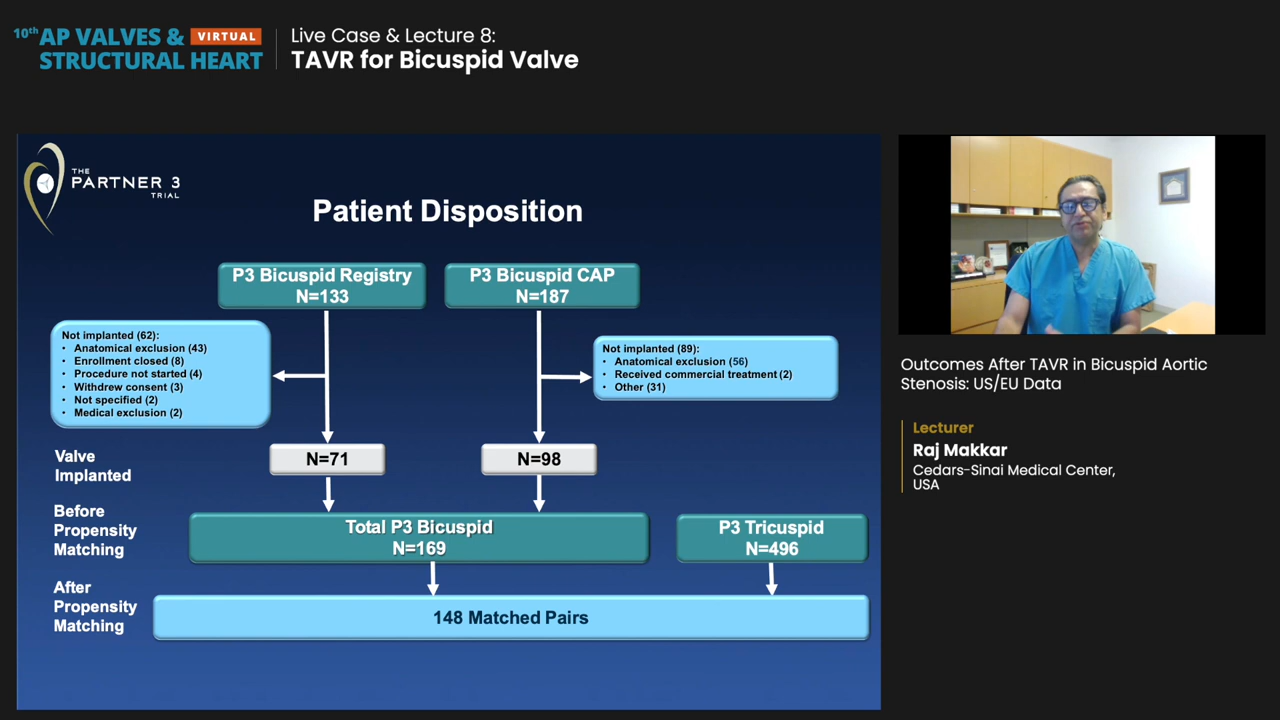 10th AP VALVES & VIRTUAL
STRUCTURAL HEART
Live Case & Lecture 8:
TAVR for Bicuspid Valve
THE
PARTNER 3
TRIAL
Patient Disposition
P3 Bicuspid Registry
N=133
P3 Bicuspid CAP
N=187
Not implanted (62):
• Anatomical exclusion (43)
• Enrollment closed (8)
• Procedure not started (4)
• Withdrew consent (3)
• Not specified (2)
• Medical exclusion (2)
Not implanted (89):
• Anatomical exclusion (56)
• Received commercial treatment (2)
• Other (31)
Valve
Implanted
N=71
N=98
Before
Propensity
Matching
Total P3 Bicuspid
N=169
P3 Tricuspid
N=496
After
Propensity
Matching
148 Matched Pairs
Outcomes After TAVR in Bicuspid Aortic
Stenosis: US/EU Data
Lecturer
Raj Makkar
Cedars-Sinai Medical Center,
USA